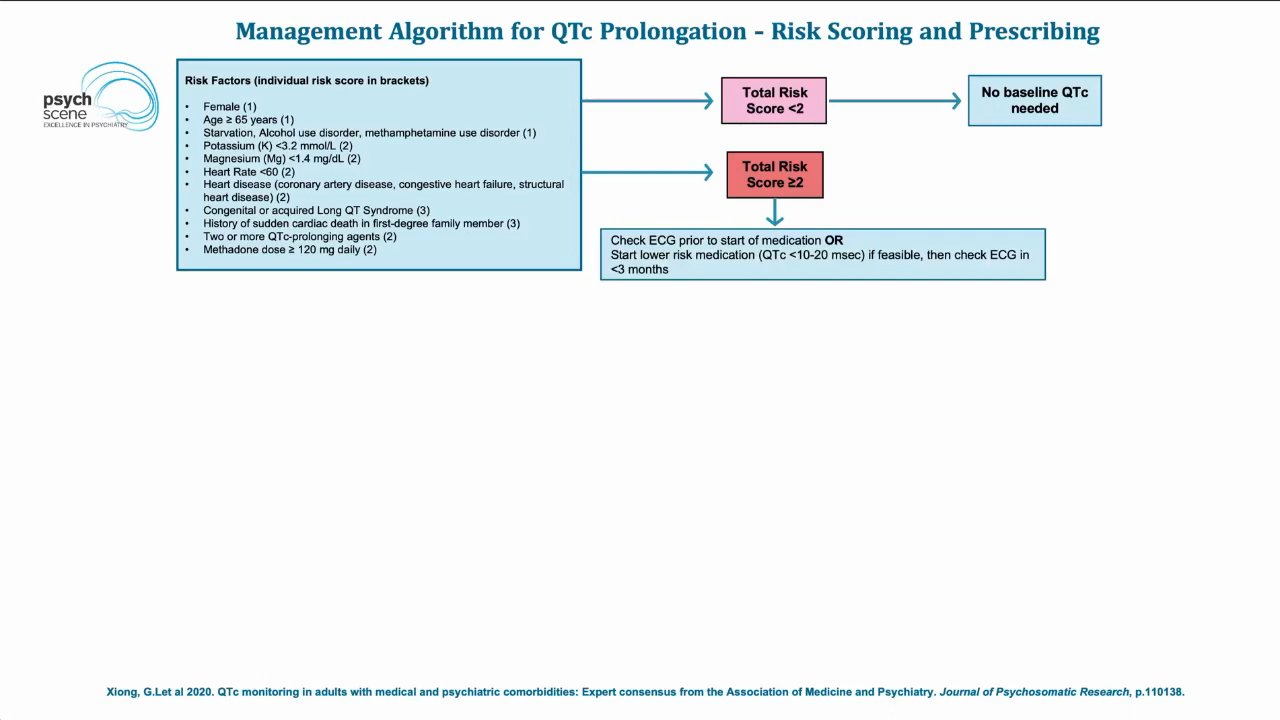 Management Algorithm for QTc Prolongation – Risk Scoring and Prescribing
psych
scene
EXCELLENCE IN PSYCHIATRY
Risk Factors (individual risk score in brackets)
• Female (1)
• Age ≥ 65 years (1)
• Starvation, Alcohol use disorder, methamphetamine use disorder (1)
• Potassium (K) <3.2 mmol/L (2)
• Magnesium (Mg) <1.4 mg/dL (2)
• Heart Rate <60 (2)
• Heart disease (coronary artery disease, congestive heart failure, structural
heart disease) (2)
• Congenital or acquired Long QT Syndrome (3)
• History of sudden cardiac death in first-degree family member (3)
• Two or more QTc-prolonging agents (2)
• Methadone dose ≥ 120 mg daily (2)
Total Risk
Score <2
No baseline QTc
needed
Total Risk
Score ≥2
Check ECG prior to start of medication OR
Start lower risk medication (QTc <10-20 msec) if feasible, then check ECG in
<3 months
Xiong, G.Let al 2020. QTc monitoring in adults with medical and psychiatric comorbidities: Expert consensus from the Association of Medicine and Psychiatry. Journal of Psychosomatic Research, p.110138.